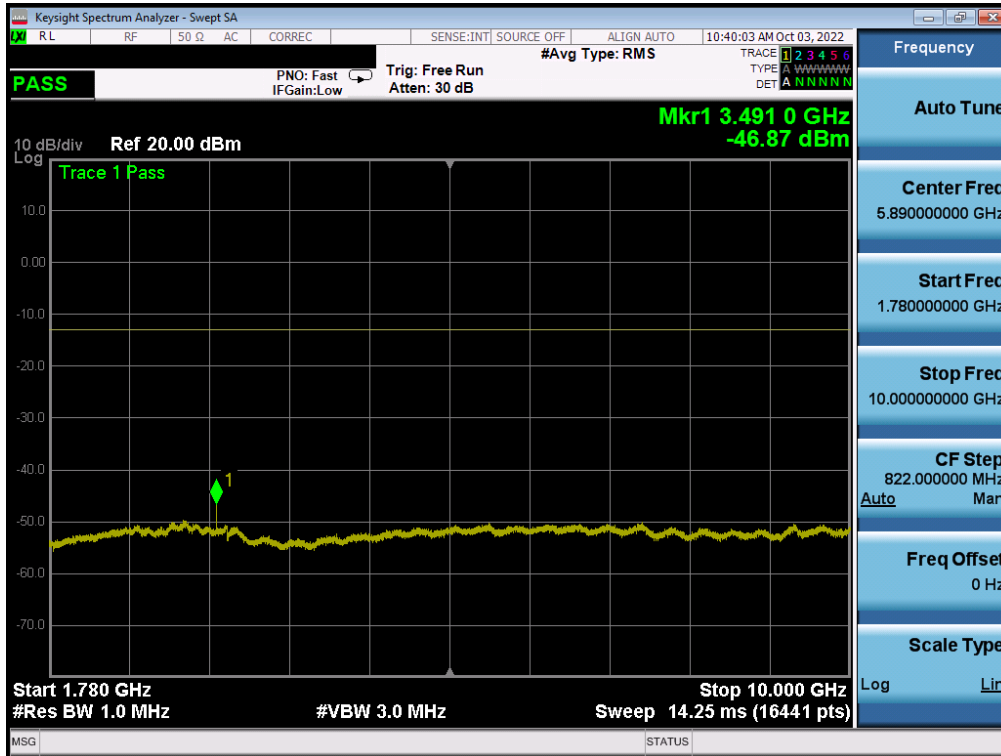 Keysight Spectrum Analyzer - Swept SA
LXI RL RF 50 Ω AC CORREC SENSE:INT SOURCE OFF ALIGN AUTO 10:40:03 AM Oct 03, 2022
PASS
PNO: Fast
IFGain:Low
Trig: Free Run
Atten: 30 dB
#Avg Type: RMS
TRACE 1 2 3 4 5 6
TYPE A WWWWW
DET A N N N N N
Mkr1 3.491 0 GHz
-46.87 dBm
10 dB/div Ref 20.00 dBm
Log
Trace 1 Pass
10.0
0.00
-10.0
-20.0
-30.0
-40.0
1
-50.0
-60.0
-70.0
Start 1.780 GHz Stop 10.000 GHz
#Res BW 1.0 MHz #VBW 3.0 MHz Sweep 14.25 ms (16441 pts)
MSG STATUS
Frequency
Auto Tune
Center Freq
5.890000000 GHz
Start Freq
1.780000000 GHz
Stop Freq
10.000000000 GHz
CF Step
822.000000 MHz
Auto Man
Freq Offset
0 Hz
Scale Type
Log Lin